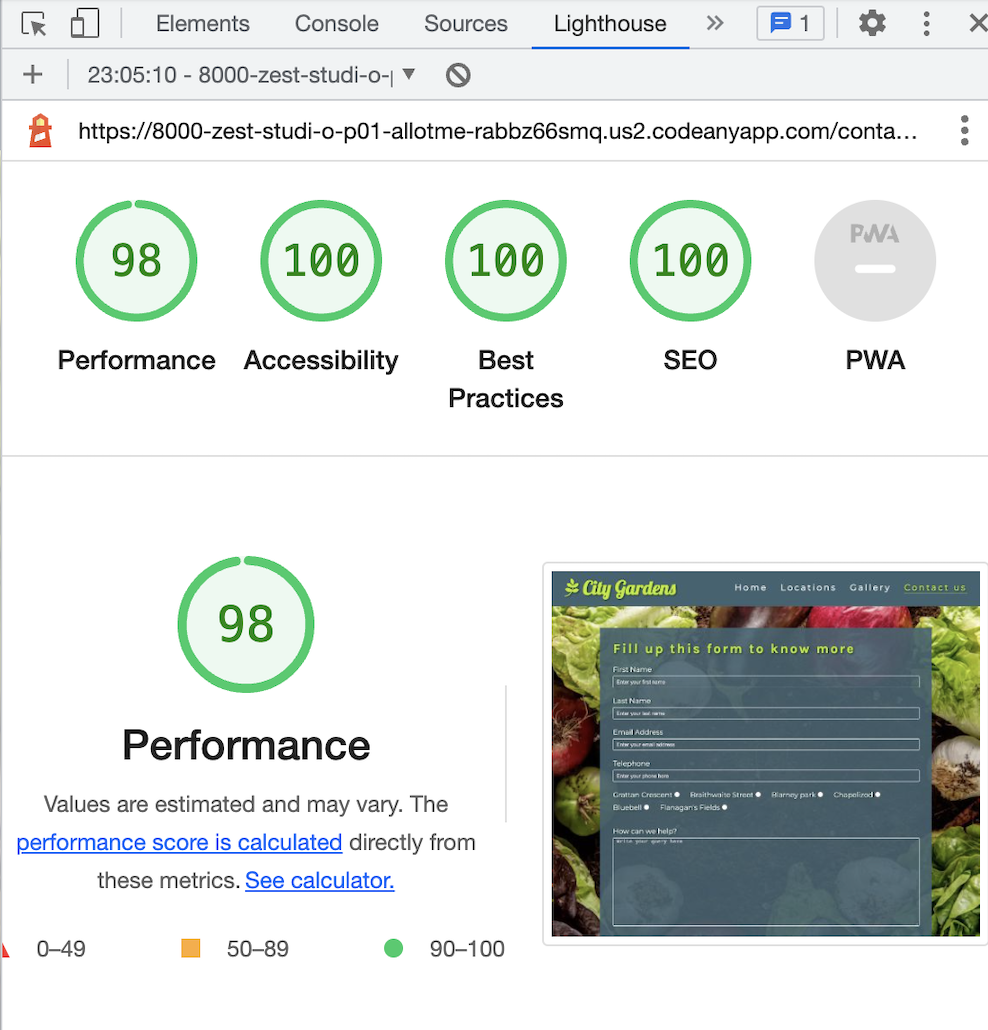 Elements Console Sources Lighthouse » 1
23:05:10 - 8000-zest-studi-o-
https://8000-zest-studi-o-p01-allotme-rabbz66smq.us2.codeanyapp.com/conta...
98 100 100 100 PWA
Performance Accessibility Best Practices SEO PWA
98
Performance
Values are estimated and may vary. The
performance score is calculated directly from
these metrics. See calculator.
0–49 50–89 90–100
City Gardens Home Locations Gallery Contact us
Fill up this form to know more
First Name
Enter your first name
Last Name
Enter your last name
Email Address
Enter your email address
Telephone
Enter your phone here
Grattan Crescent Braithwaite Street Blarney park Chapelizod
Bluebell Flanagan's Fields
How can we help?
Write your query here